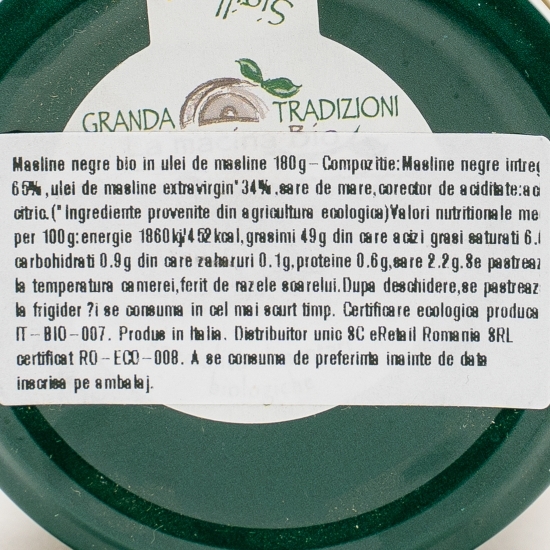 Sigill
GRANDA TRADIZIONI
Masline negre bio in ulei de masline 180g-Compozitie:Masline negre intreg
65%,ulei de masline extravirgin*34%,sare de mare,corector de aciditate:aci
citric.(*Ingrediente provenite din agricultura ecologica)Valori nutritionale me
per 100g:energie 1860kj/452kcal,grasimi 49g din care acizi grasi saturati 6.
carbohidrati 0.9g din care zaharuri 0.1g,proteine 0.6g,sare 2.2g.Se pastreaz
la temperatura camerei,ferit de razele soarelui.Dupa deschidere,se pastreaz
la frigider ?i se consuma in cel mai scurt timp. Certificare ecologica produca
IT-BIO-007. Produs in Italia. Distribuitor unic SC eRetail Romania SRL
certificat RO-ECO-008. A se consuma de preferinta inainte de data
inscrisa pe ambalaj.